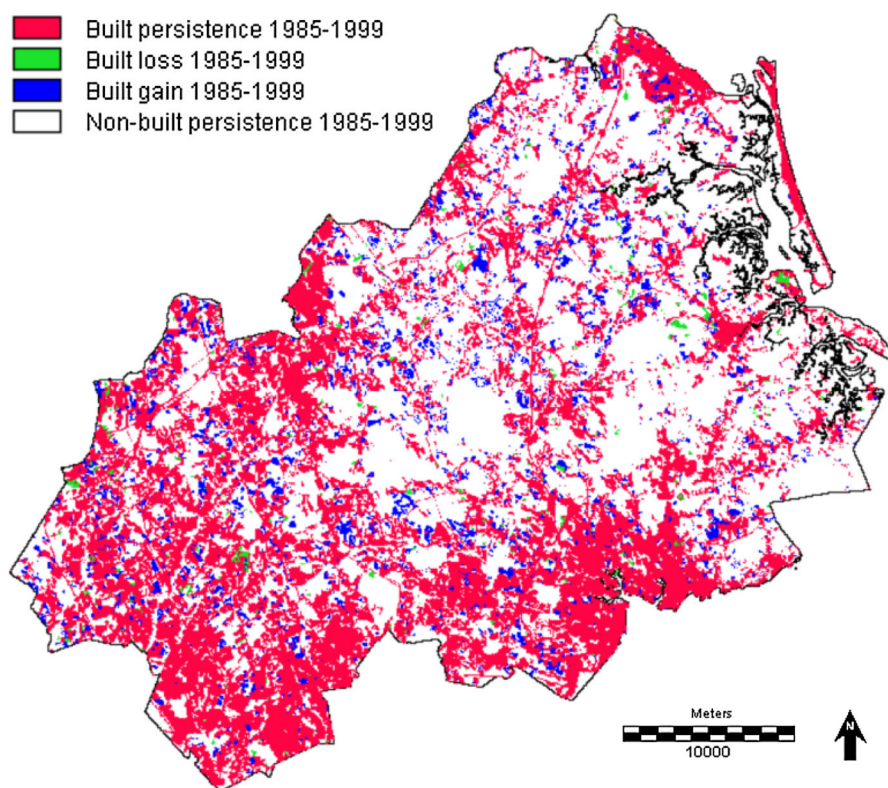 Built persistence 1985-1999
Built loss 1985-1999
Built gain 1985-1999
Non-built persistence 1985-1999
Meters
10000
N